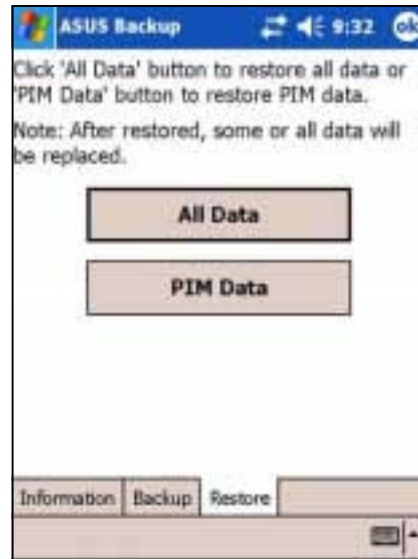 ASUS Backup 9:32 ok
Click 'All Data' button to restore all data or
'PIM Data' button to restore PIM data.
Note: After restored, some or all data will
be replaced.
All Data
PIM Data
Information Backup Restore